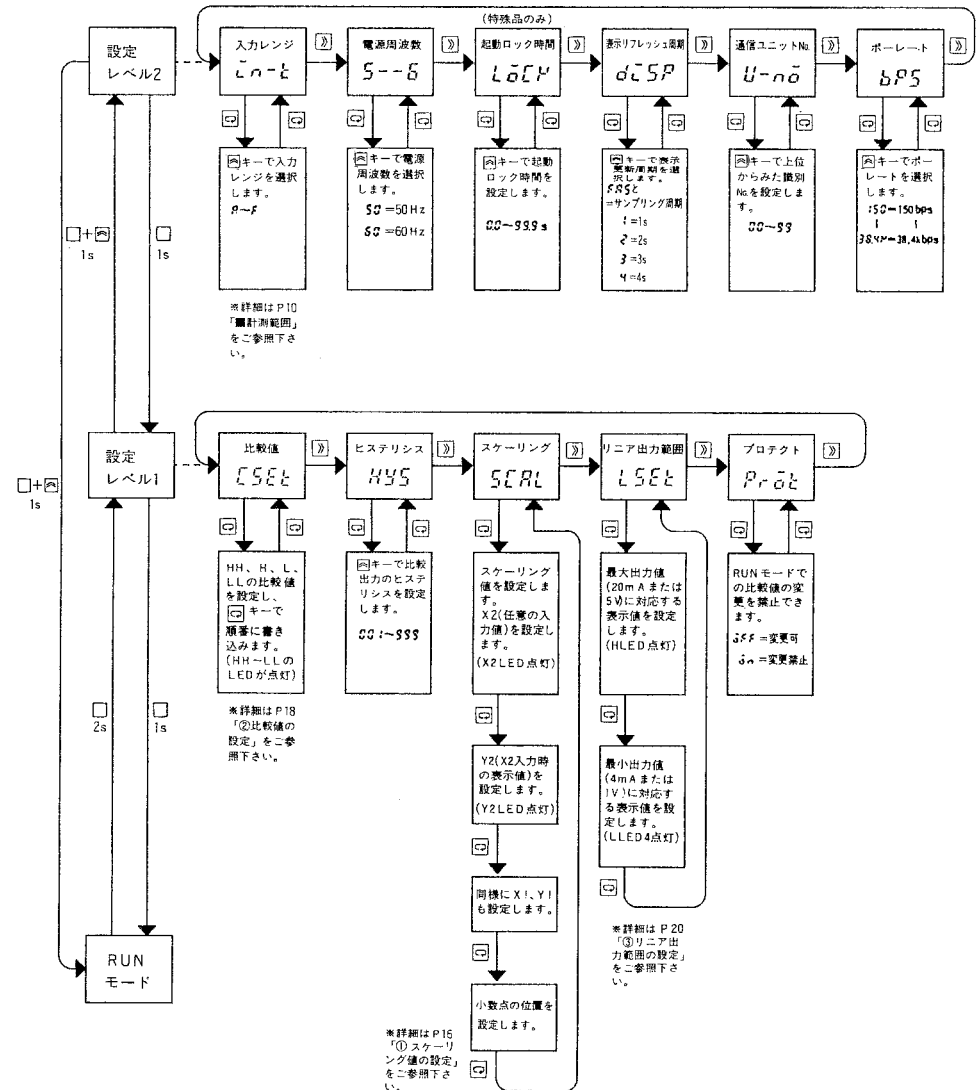 (特殊品のみ)
設定
レベル2
入力レンジ
in-t
電源周波数
S--6
起動ロック時間
LoCK
表示リフレッシュ周期
diSP
通信ユニットNo.
U-no
ボーレート
bPS
キーで入力
レンジを選択
します。
A~F
キーで電源
周波数を選択
します。
50=50Hz
60=60Hz
キーで起動
ロック時間を
設定します。
0.0~99.9s
キーで表示
更新周期を選
択します。
FASt
=サンプリング周期
1=1s
2=2s
3=3s
4=4s
キーで上位
からみた識別
No.を設定しま
す。
00~99
キーでボー
レートを選択
します。
150=150bps
38.4K=38.4kbps
□+
1s
□
1s
※詳細はP10
「■計測範囲」
をご参照下さ
い。
設定
レベル1
比較値
CSEt
ヒステリシス
HYS
スケーリング
SCAL
リニア出力範囲
LSEt
プロテクト
Prot
□+
1s
HH、H、L、
LLの比較値
を設定し、
キーで
順番に書き
込みます。
(HH~LLの
LEDが点灯)
キーで比較
出力のヒステ
リシスを設定
します。
001~999
スケーリング
値を設定しま
す。
X2(任意の入
力値)を設定し
ます。
(X2LED点灯)
最大出力値
(20mAまたは
5V)に対応する
表示値を設定
します。
(HLED点灯)
RUNモードで
の比較値の変
更を禁止でき
ます。
oFF=変更可
on=変更禁止
□
2s
□
1s
※詳細はP18
「②比較値の
設定」をご参
照下さい。
Y2(X2入力時
の表示値)を
設定します。
(Y2LED点灯)
最小出力値
(4mAまたは
1V)に対応す
る表示値を設
定します。
(LLED4点灯)
同様にX1、Y1
も設定します。
※詳細は P20
「③リニア出
力範囲の設定」
をご参照下さ
い。
RUN
モード
小数点の位置を
設定します。
※詳細はP16
「①スケーリ
ング値の設定」
をご参照下さ
い。